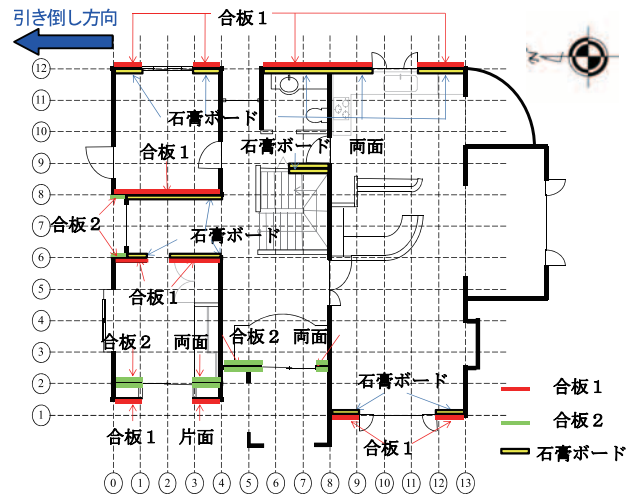 引き倒し方向
合板１
N
12
11
石膏ボード
10
合板１
石膏ボード
両面
9
8
合板２
7
石膏ボード
6
5
合板１
4
合板２
両面
合板２
両面
3
石膏ボード
2
合板１
1
合板１
片面
合板１
合板２
石膏ボード
0 1 2 3 4 5 6 7 8 9 10 11 12 13